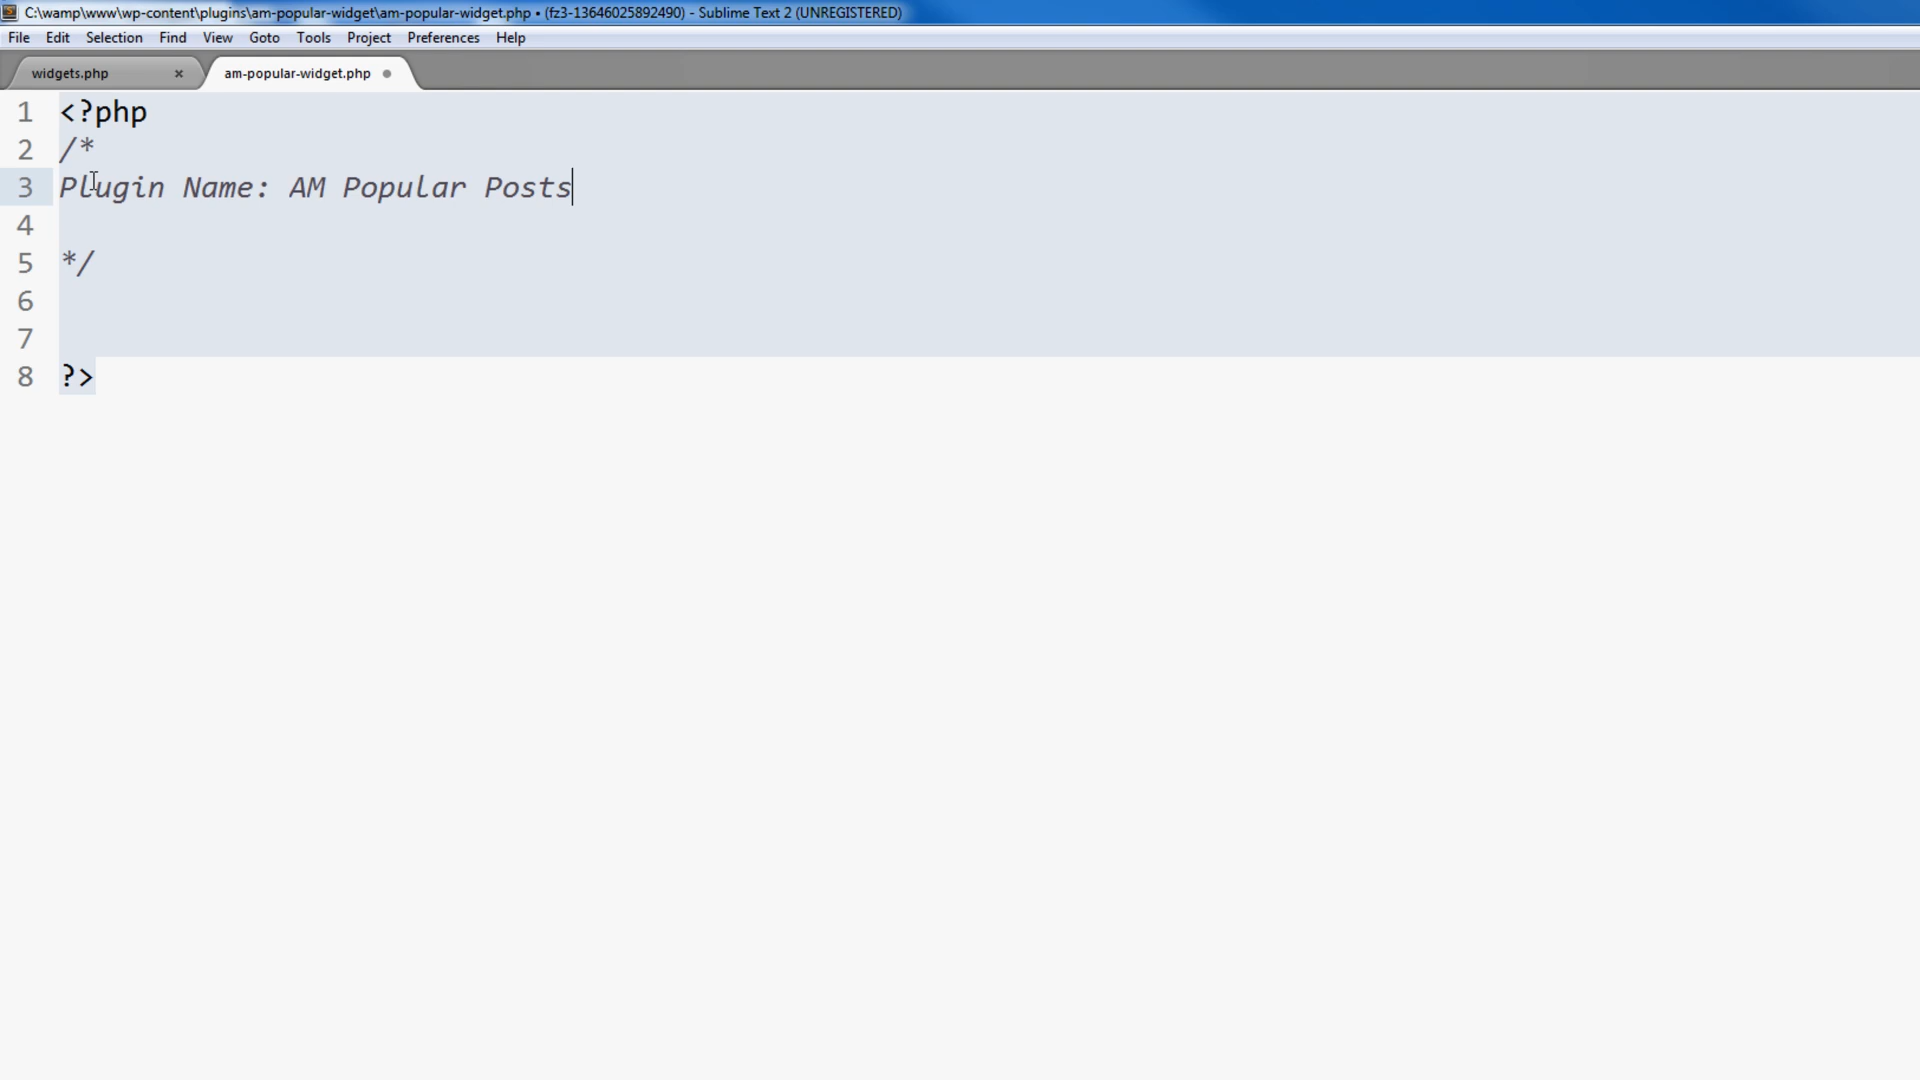 C:\wamp\www\wp-content\plugins\am-popular-widget\am-popular-widget.php • (fz3-13646025892490) - Sublime Text 2 (UNREGISTERED)
File Edit Selection Find View Goto Tools Project Preferences Help
widgets.php × am-popular-widget.php
1 <?php
2 /*
3 Plugin Name: AM Popular Posts
4
5 */
6
7
8 ?>